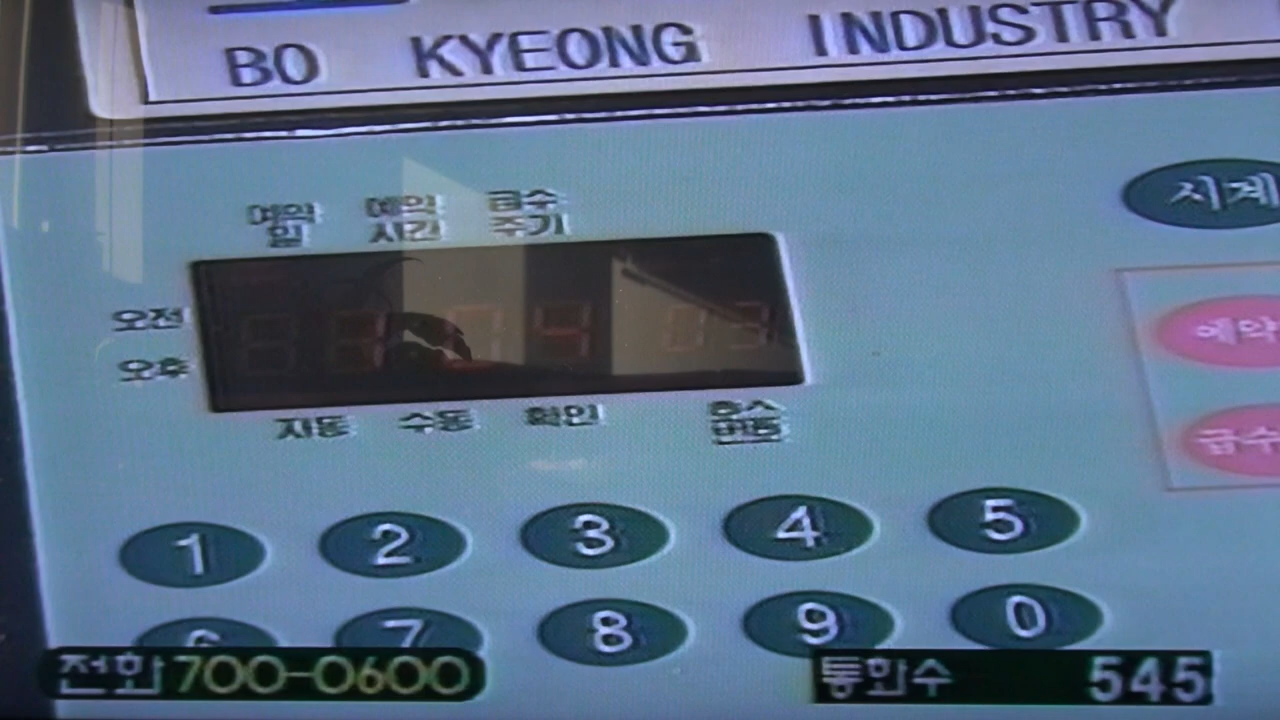 BO KYEONG INDUSTRY
예약 예약 급수
일 시간 주기
시계
오전
오후
예약
자동 수동 확인
급수
1 2 3 4 5
6 7 8 9 0
전화 700-0600
통화수 545